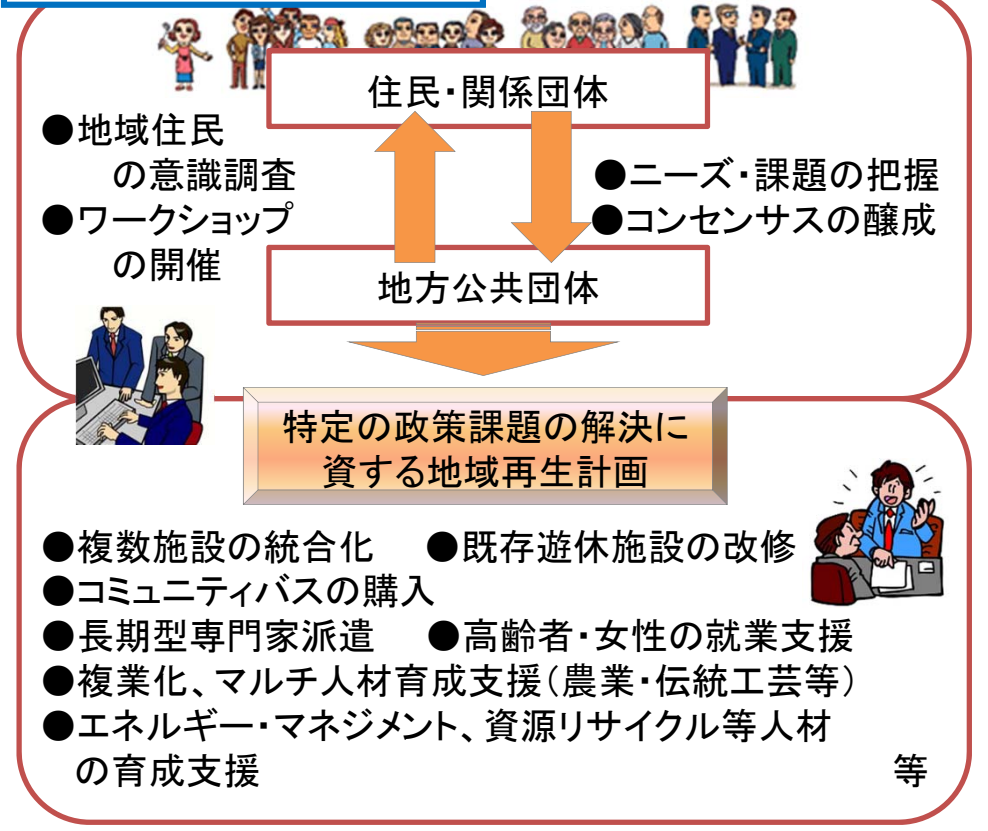 住民・関係団体
●地域住民
の意識調査
●ワークショップ
の開催
●ニーズ・課題の把握
●コンセンサスの醸成
地方公共団体
特定の政策課題の解決に
資する地域再生計画
●複数施設の統合化 ●既存遊休施設の改修
●コミュニティバスの購入
●長期型専門家派遣 ●高齢者・女性の就業支援
●複業化、マルチ人材育成支援(農業・伝統工芸等)
●エネルギー・マネジメント、資源リサイクル等人材
の育成支援 等